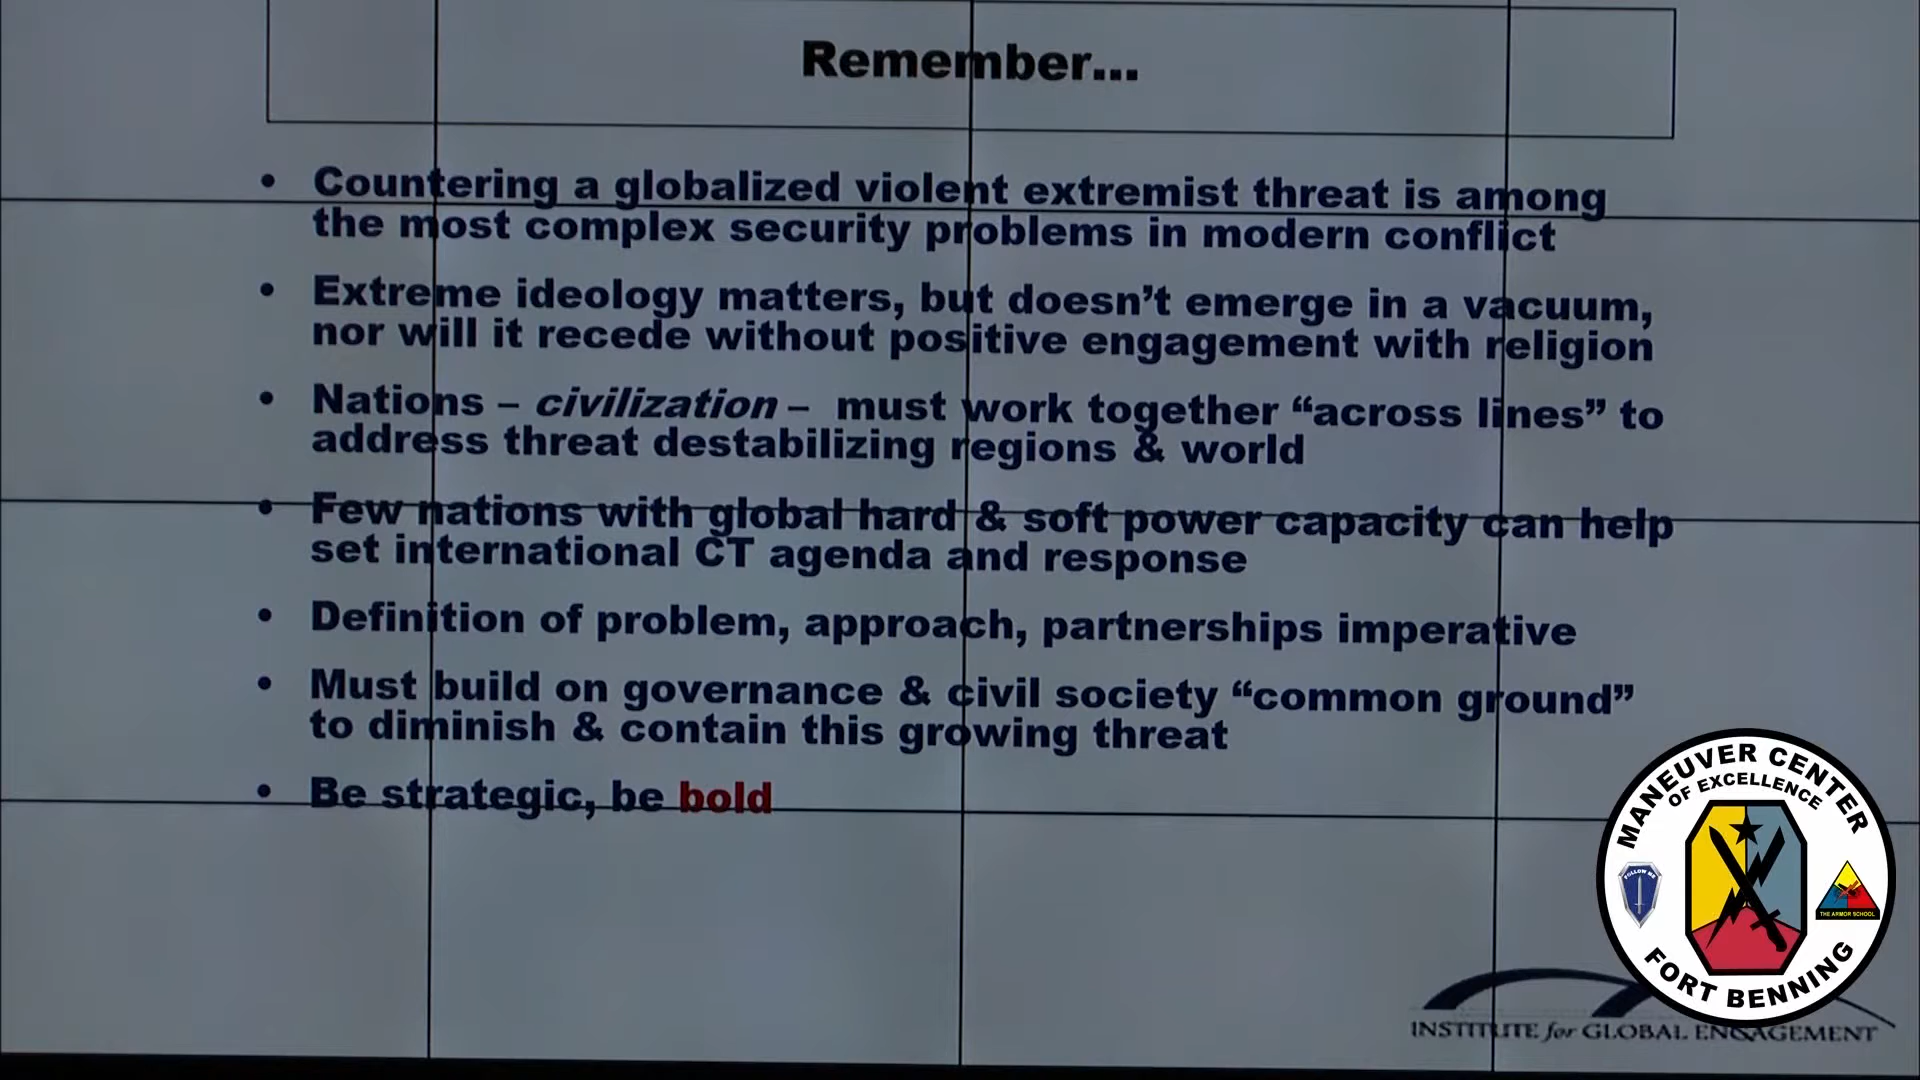 Remember...
• Countering a globalized violent extremist threat is among
the most complex security problems in modern conflict
• Extreme ideology matters, but doesn’t emerge in a vacuum,
nor will it recede without positive engagement with religion
• Nations – civilization – must work together “across lines” to
address threat destabilizing regions & world
• Few nations with global hard & soft power capacity can help
set international CT agenda and response
• Definition of problem, approach, partnerships imperative
• Must build on governance & civil society “common ground”
to diminish & contain this growing threat
• Be strategic, be bold
MANEUVER CENTER
OF EXCELLENCE
FOLLOW ME
THE ARMOR SCHOOL
FORT BENNING
INSTITUTE for GLOBAL ENGAGEMENT